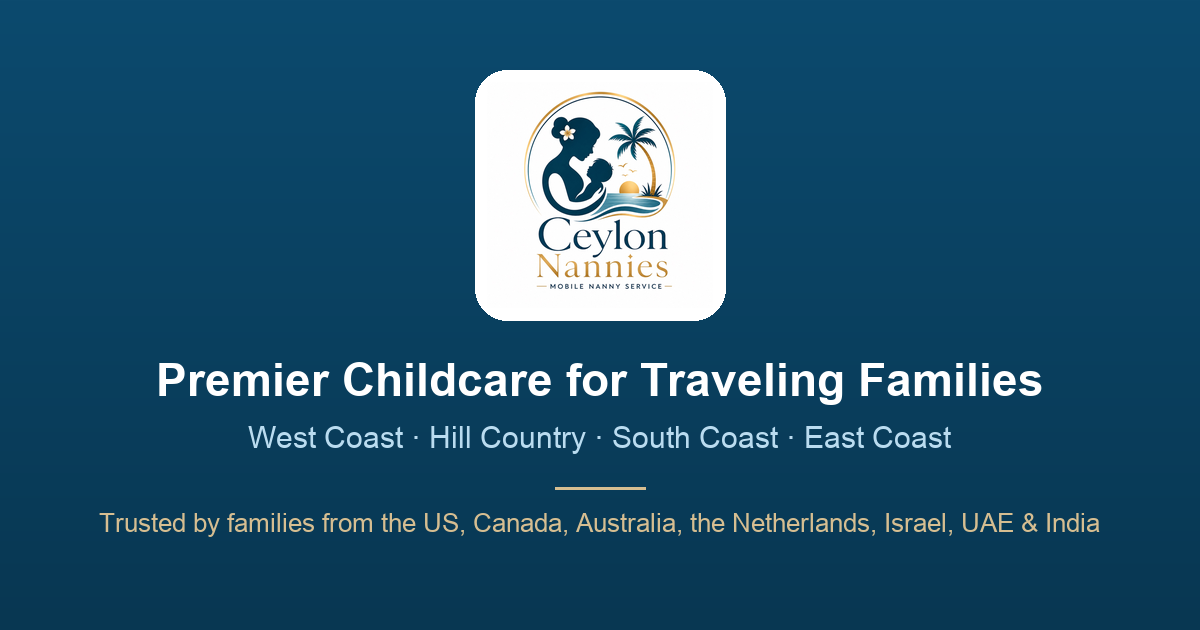 Ceylon
Nannies
MOBILE NANNY SERVICE
Premier Childcare for Traveling Families
West Coast · Hill Country · South Coast · East Coast
Trusted by families from the US, Canada, Australia, the Netherlands, Israel, UAE & India